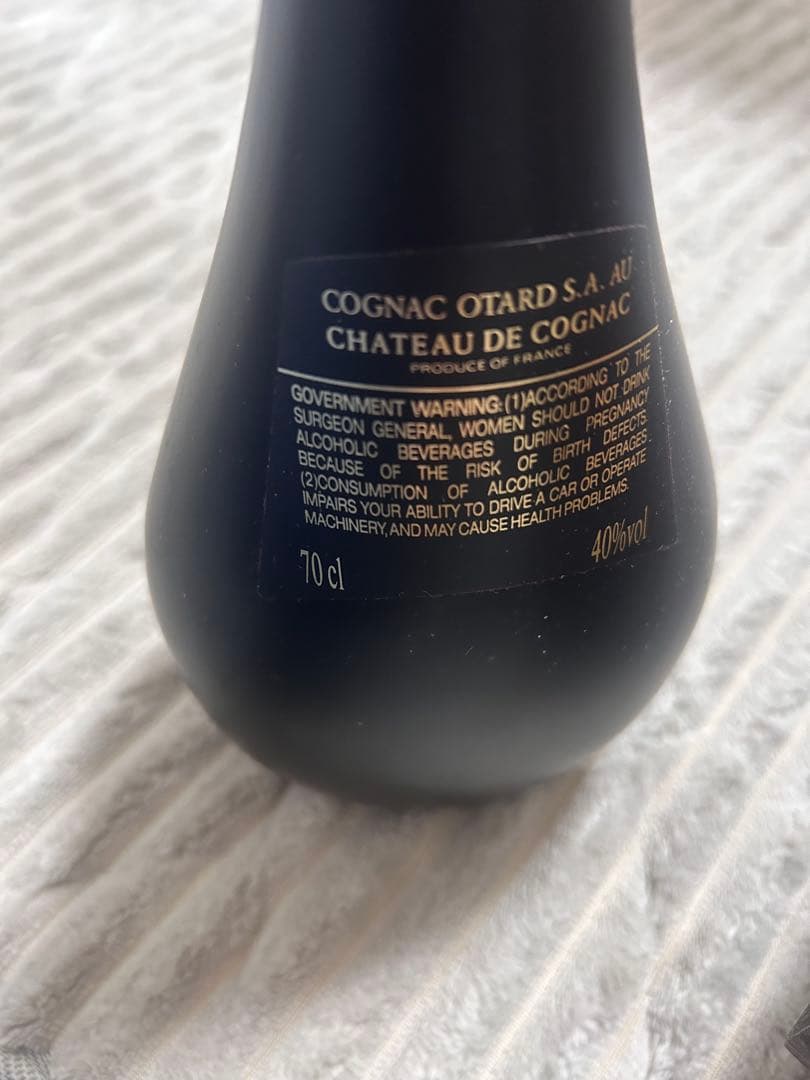 COGNAC OTARD S.A. AU
CHATEAU DE COGNAC
PRODUCE OF FRANCE
GOVERNMENT WARNING:(1)ACCORDING TO THE
SURGEON GENERAL, WOMEN SHOULD NOT DRINK
ALCOHOLIC BEVERAGES DURING PREGNANCY
BECAUSE OF THE RISK OF BIRTH DEFECTS.
(2)CONSUMPTION OF ALCOHOLIC BEVERAGES
IMPAIRS YOUR ABILITY TO DRIVE A CAR OR OPERATE
MACHINERY, AND MAY CAUSE HEALTH PROBLEMS.
70 cl
40%vol